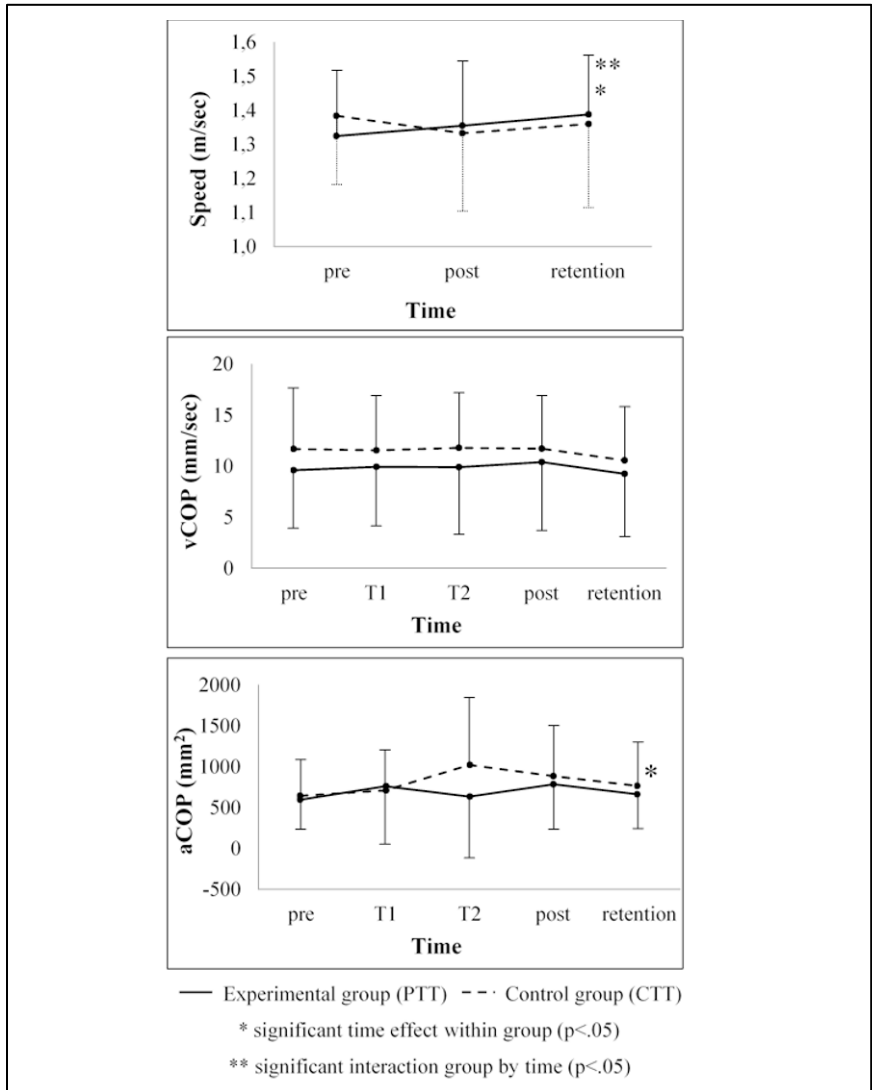 1,6
1,5
1,4
1,3
1,2
1,1
1,0
Speed (m/sec)
**
*
pre post retention
Time
20
15
10
5
0
vCOP (mm/sec)
pre T1 T2 post retention
Time
2000
1500
1000
500
0
-500
aCOP (mm²)
*
pre T1 T2 post retention
Time
Experimental group (PTT) Control group (CTT)
* significant time effect within group (p<.05)
** significant interaction group by time (p<.05)